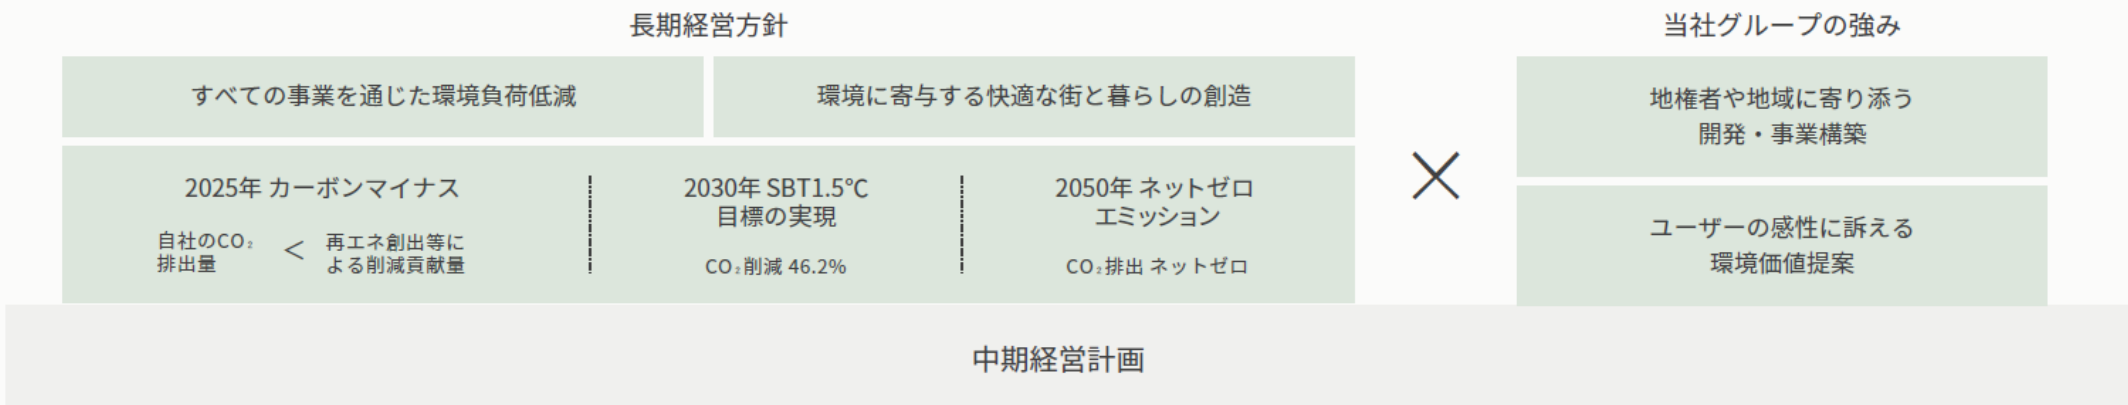 長期経営方針
すべての事業を通じた環境負荷低減
環境に寄与する快適な街と暮らしの創造
2025年 カーボンマイナス
自社のCO₂
排出量
＜
再エネ創出等に
よる削減貢献量
2030年 SBT1.5℃
目標の実現
CO₂削減 46.2%
2050年 ネットゼロ
エミッション
CO₂排出 ネットゼロ
×
当社グループの強み
地権者や地域に寄り添う
開発・事業構築
ユーザーの感性に訴える
環境価値提案
中期経営計画